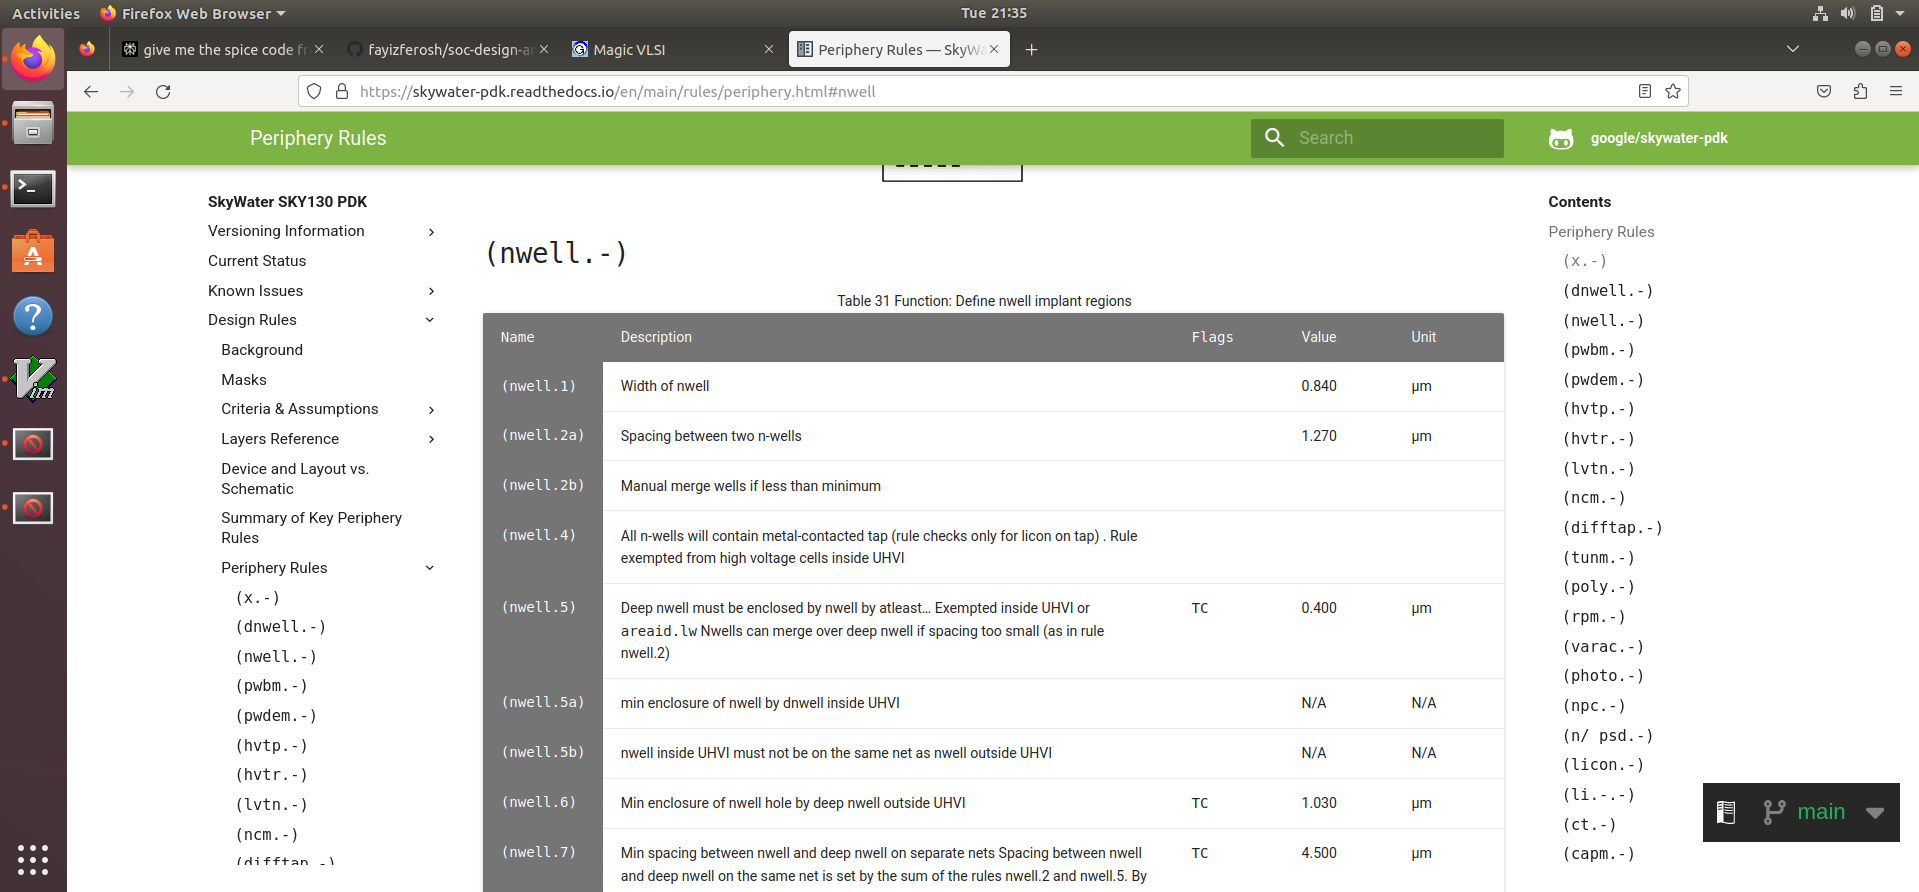 Activities
Firefox Web Browser
Tue 21:35
give me the spice code fr
fayizferosh/soc-design-ar
Magic VLSI
Periphery Rules — SkyWa
https://skywater-pdk.readthedocs.io/en/main/rules/periphery.html#nwell
Periphery Rules
Search
google/skywater-pdk
SkyWater SKY130 PDK
Versioning Information
Current Status
Known Issues
Design Rules
Background
Masks
Criteria & Assumptions
Layers Reference
Device and Layout vs.
Schematic
Summary of Key Periphery
Rules
Periphery Rules
(x.-)
(dnwell.-)
(nwell.-)
(pwbm.-)
(pwdem.-)
(hvtp.-)
(hvtr.-)
(lvtn.-)
(ncm.-)
(difftap.-)
(nwell.-)
Table 31 Function: Define nwell implant regions
Name Description Flags Value Unit
(nwell.1) Width of nwell 0.840 µm
(nwell.2a) Spacing between two n-wells 1.270 µm
(nwell.2b) Manual merge wells if less than minimum
(nwell.4) All n-wells will contain metal-contacted tap (rule checks only for licon on tap) . Rule
exempted from high voltage cells inside UHVI
(nwell.5) Deep nwell must be enclosed by nwell by atleast… Exempted inside UHVI or TC 0.400 µm
areaid.lw Nwells can merge over deep nwell if spacing too small (as in rule
nwell.2)
(nwell.5a) min enclosure of nwell by dnwell inside UHVI N/A N/A
(nwell.5b) nwell inside UHVI must not be on the same net as nwell outside UHVI N/A N/A
(nwell.6) Min enclosure of nwell hole by deep nwell outside UHVI TC 1.030 µm
(nwell.7) Min spacing between nwell and deep nwell on separate nets Spacing between nwell TC 4.500 µm
and deep nwell on the same net is set by the sum of the rules nwell.2 and nwell.5. By
Contents
Periphery Rules
(x.-)
(dnwell.-)
(nwell.-)
(pwbm.-)
(pwdem.-)
(hvtp.-)
(hvtr.-)
(lvtn.-)
(ncm.-)
(difftap.-)
(tunm.-)
(poly.-)
(rpm.-)
(varac.-)
(photo.-)
(npc.-)
(n/ psd.-)
(licon.-)
(li.-.-)
(ct.-)
(capm.-)
main